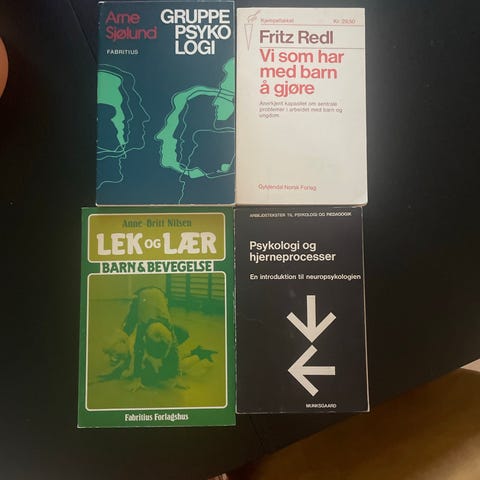 Arne
Sjølund
FABRITIUS
GRUPPE
PSYKO
LOGI
Kjempefakkel
Kr. 29,50
Fritz Redl
Vi som har
med barn
å gjøre
Anerkjent kapasitet om sentrale
problemer i arbeidet med barn og
ungdom.
Gyldendal Norsk Forlag
Anne-Britt Nilsen
LEK OG LÆR
BARN & BEVEGELSE
Fabritius Forlagshus
ARBEJDSTEKSTER TIL PSYKOLOGI OG PÆDAGOGIK
Psykologi og
hjerneprocesser
En introduktion til neuropsykologien
MUNKSGAARD